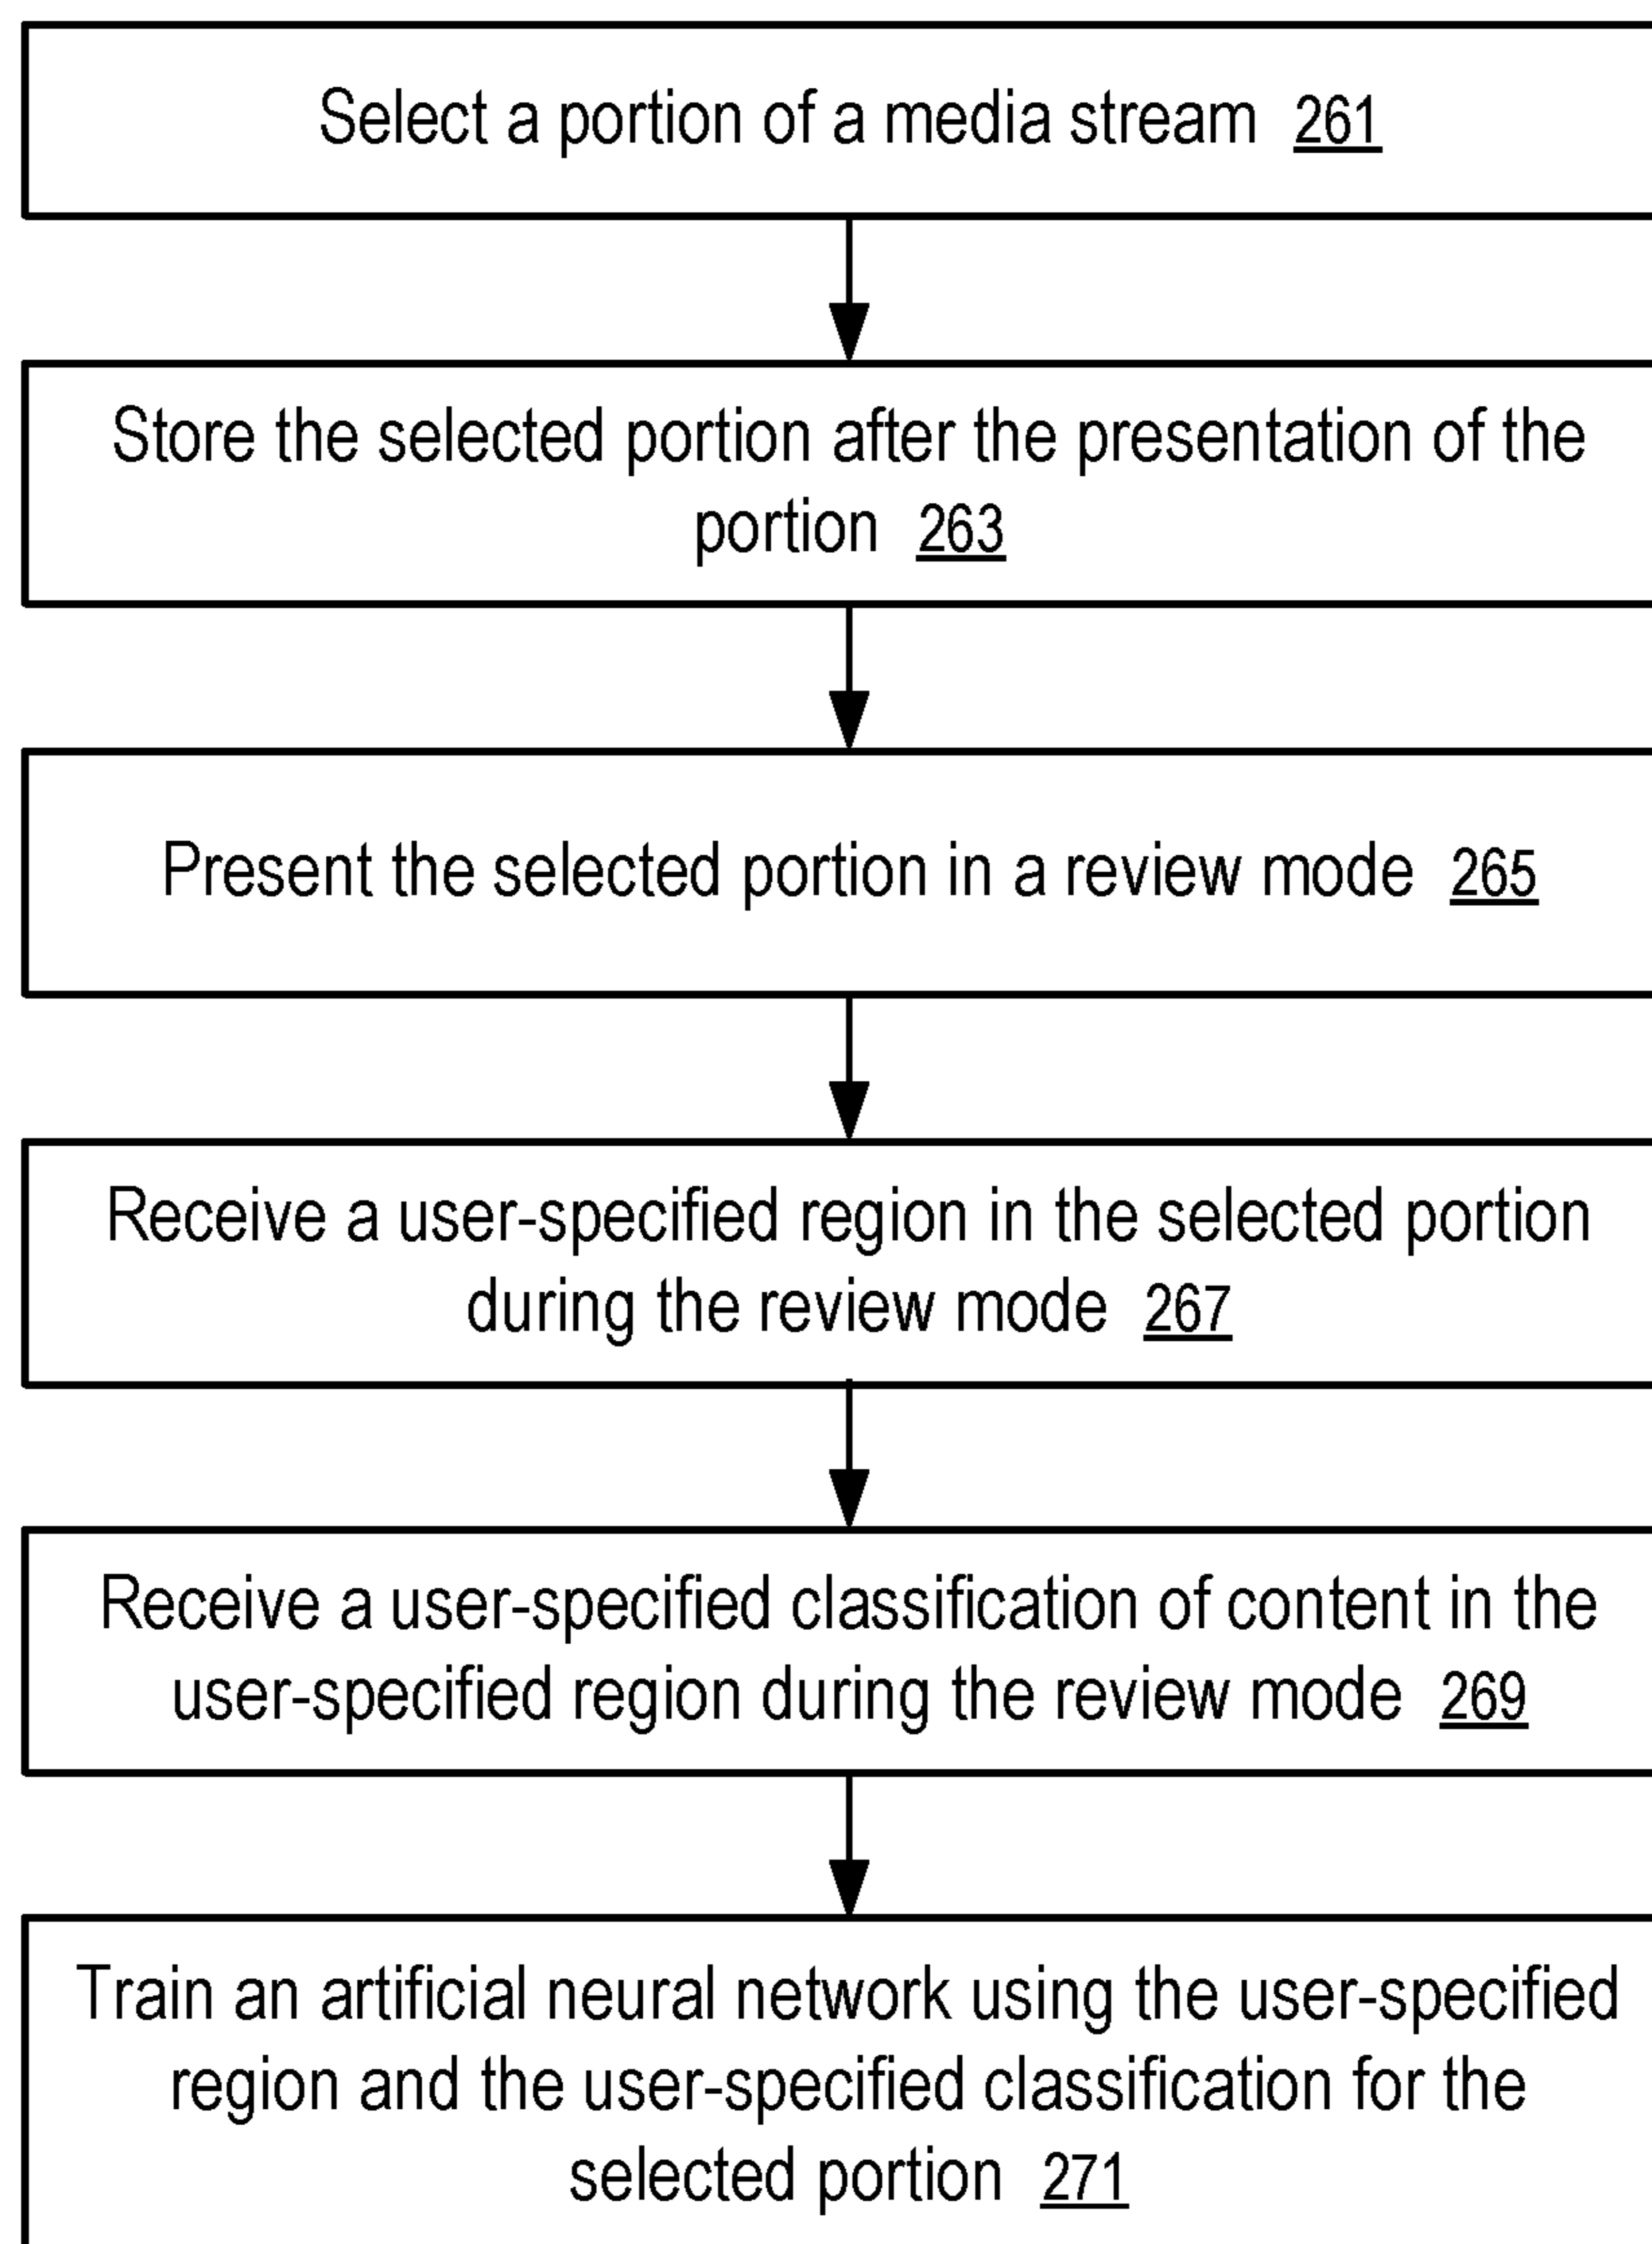 Select a portion of a media stream 261
Store the selected portion after the presentation of the
portion 263
Present the selected portion in a review mode 265
Receive a user-specified region in the selected portion
during the review mode 267
Receive a user-specified classification of content in the
user-specified region during the review mode 269
Train an artificial neural network using the user-specified
region and the user-specified classification for the
selected portion 271